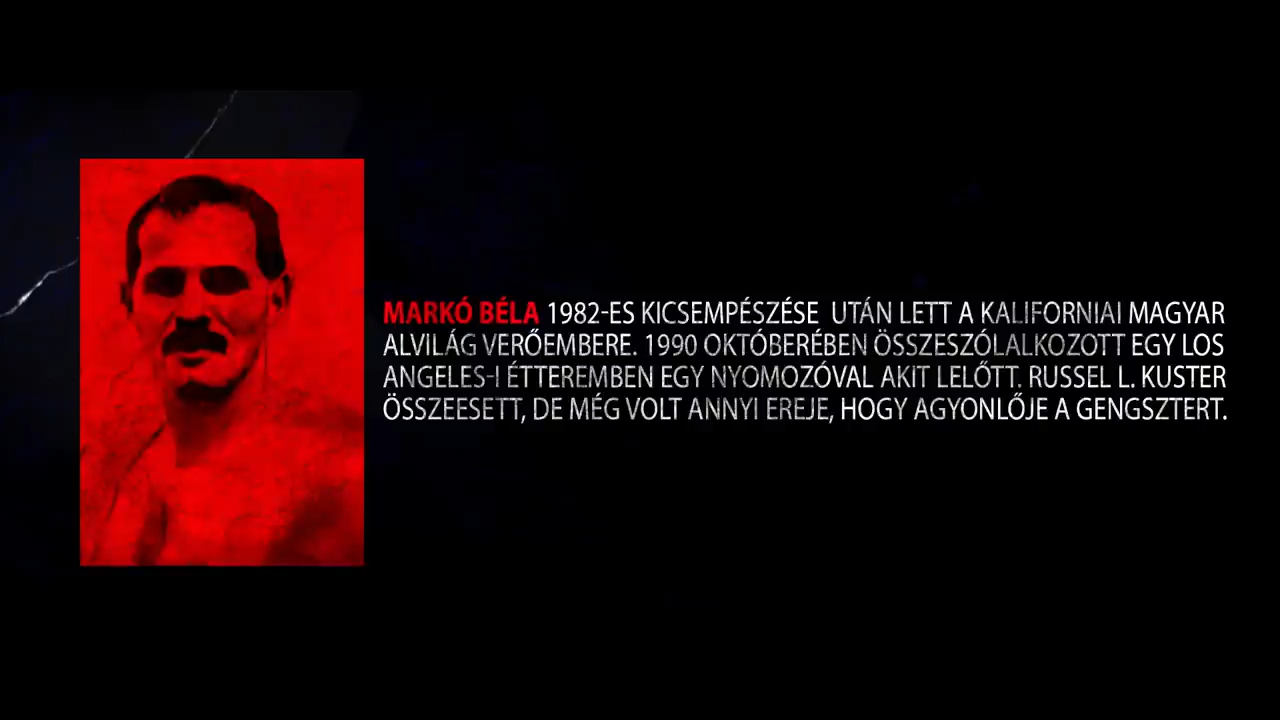 MARKÓ BÉLA 1982-ES KICSEMPÉSZÉSE UTÁN LETT A KALIFORNIAI MAGYAR
ALVILÁG VERŐEMBERE. 1990 OKTÓBERÉBEN ÖSSZESZÓLALKOZOTT EGY LOS
ANGELES-I ÉTTEREMBEN EGY NYOMOZÓVAL AKIT LELŐTT. RUSSEL L. KUSTER
ÖSSZEESETT, DE MÉG VOLT ANNYI EREJE, HOGY AGYONLŐJE A GENGSZTERT.